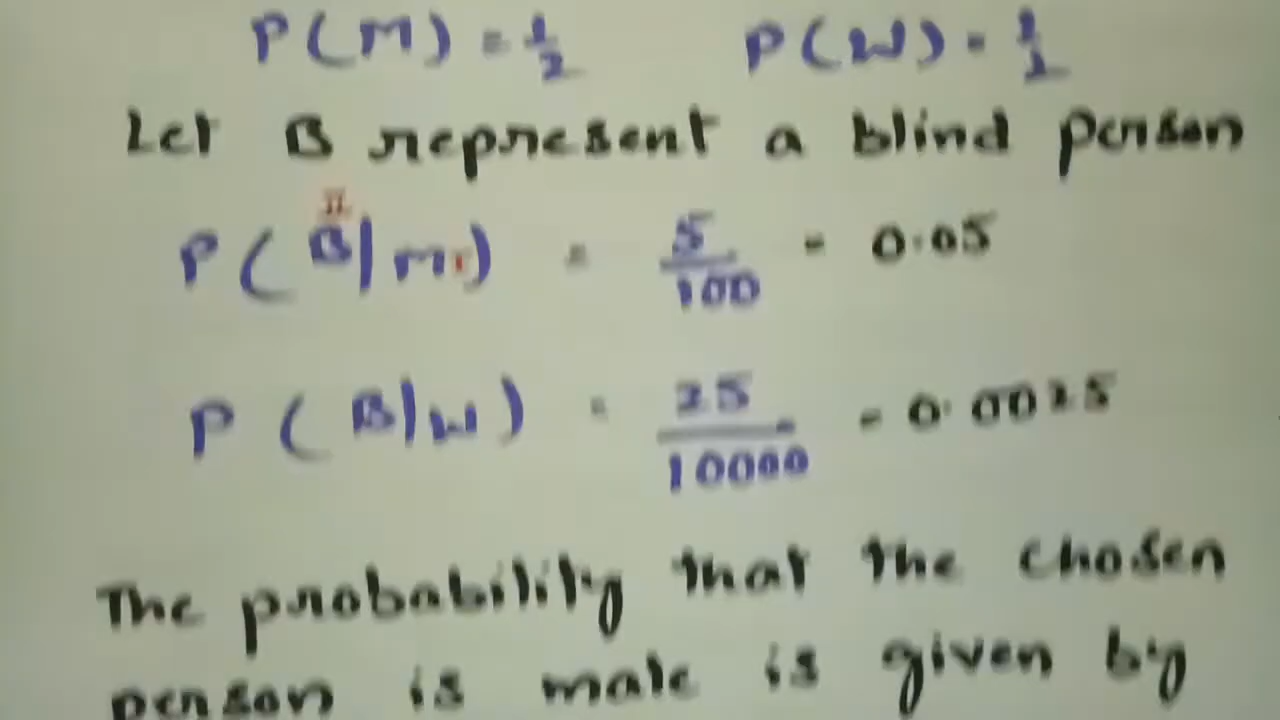 P(M) = 1/2 P(W) = 1/2
Let B represent a blind person
P(B|M) = 5/100 = 0.05
P(B|W) = 25/10000 = 0.0025
The probability that the chosen
person is male is given by